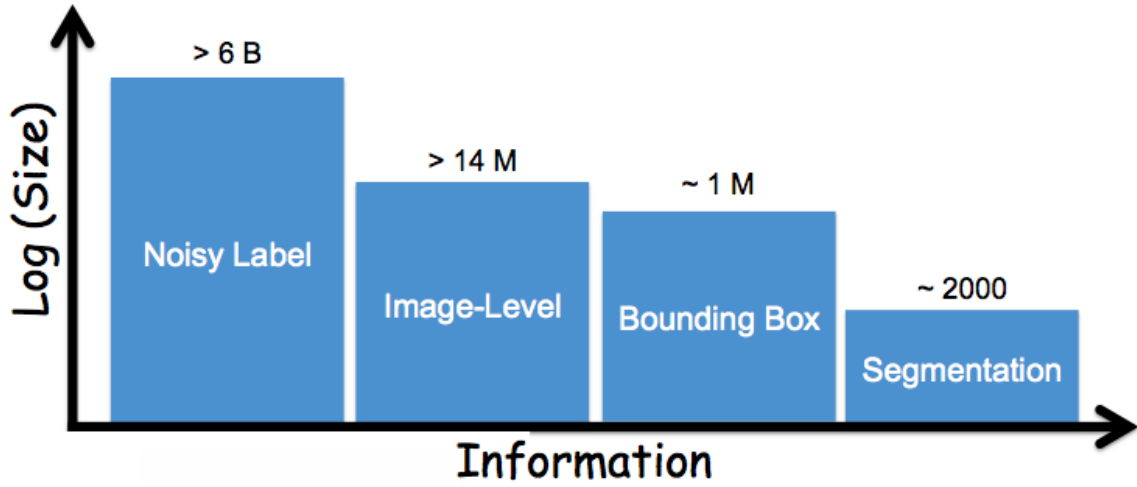 > 6 B
> 14 M
~ 1 M
~ 2000
Log (Size)
Noisy Label
Image-Level
Bounding Box
Segmentation
Information